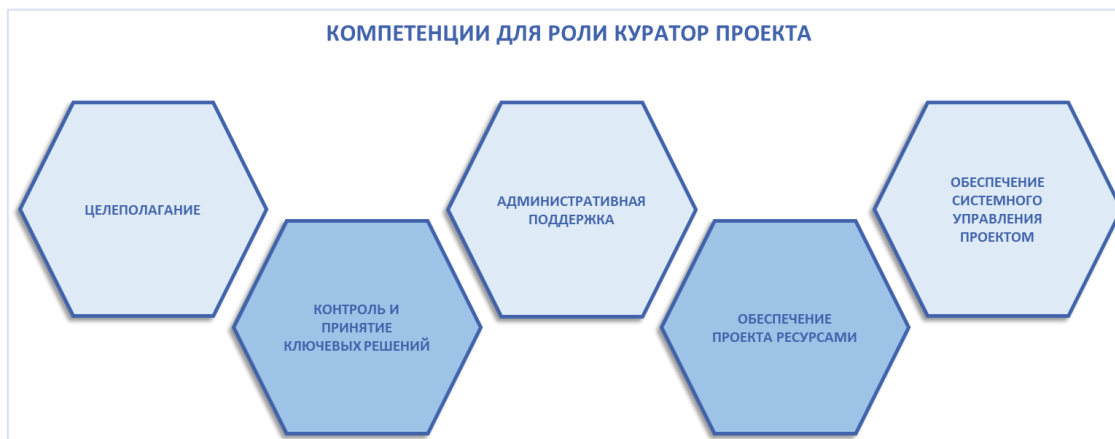 КОМПЕТЕНЦИИ ДЛЯ РОЛИ КУРАТОР ПРОЕКТА
ЦЕЛЕПОЛАГАНИЕ
КОНТРОЛЬ И
ПРИНЯТИЕ
КЛЮЧЕВЫХ РЕШЕНИЙ
АДМИНИСТРАТИВНАЯ
ПОДДЕРЖКА
ОБЕСПЕЧЕНИЕ
ПРОЕКТА РЕСУРСАМИ
ОБЕСПЕЧЕНИЕ
СИСТЕМНОГО
УПРАВЛЕНИЯ
ПРОЕКТОМ